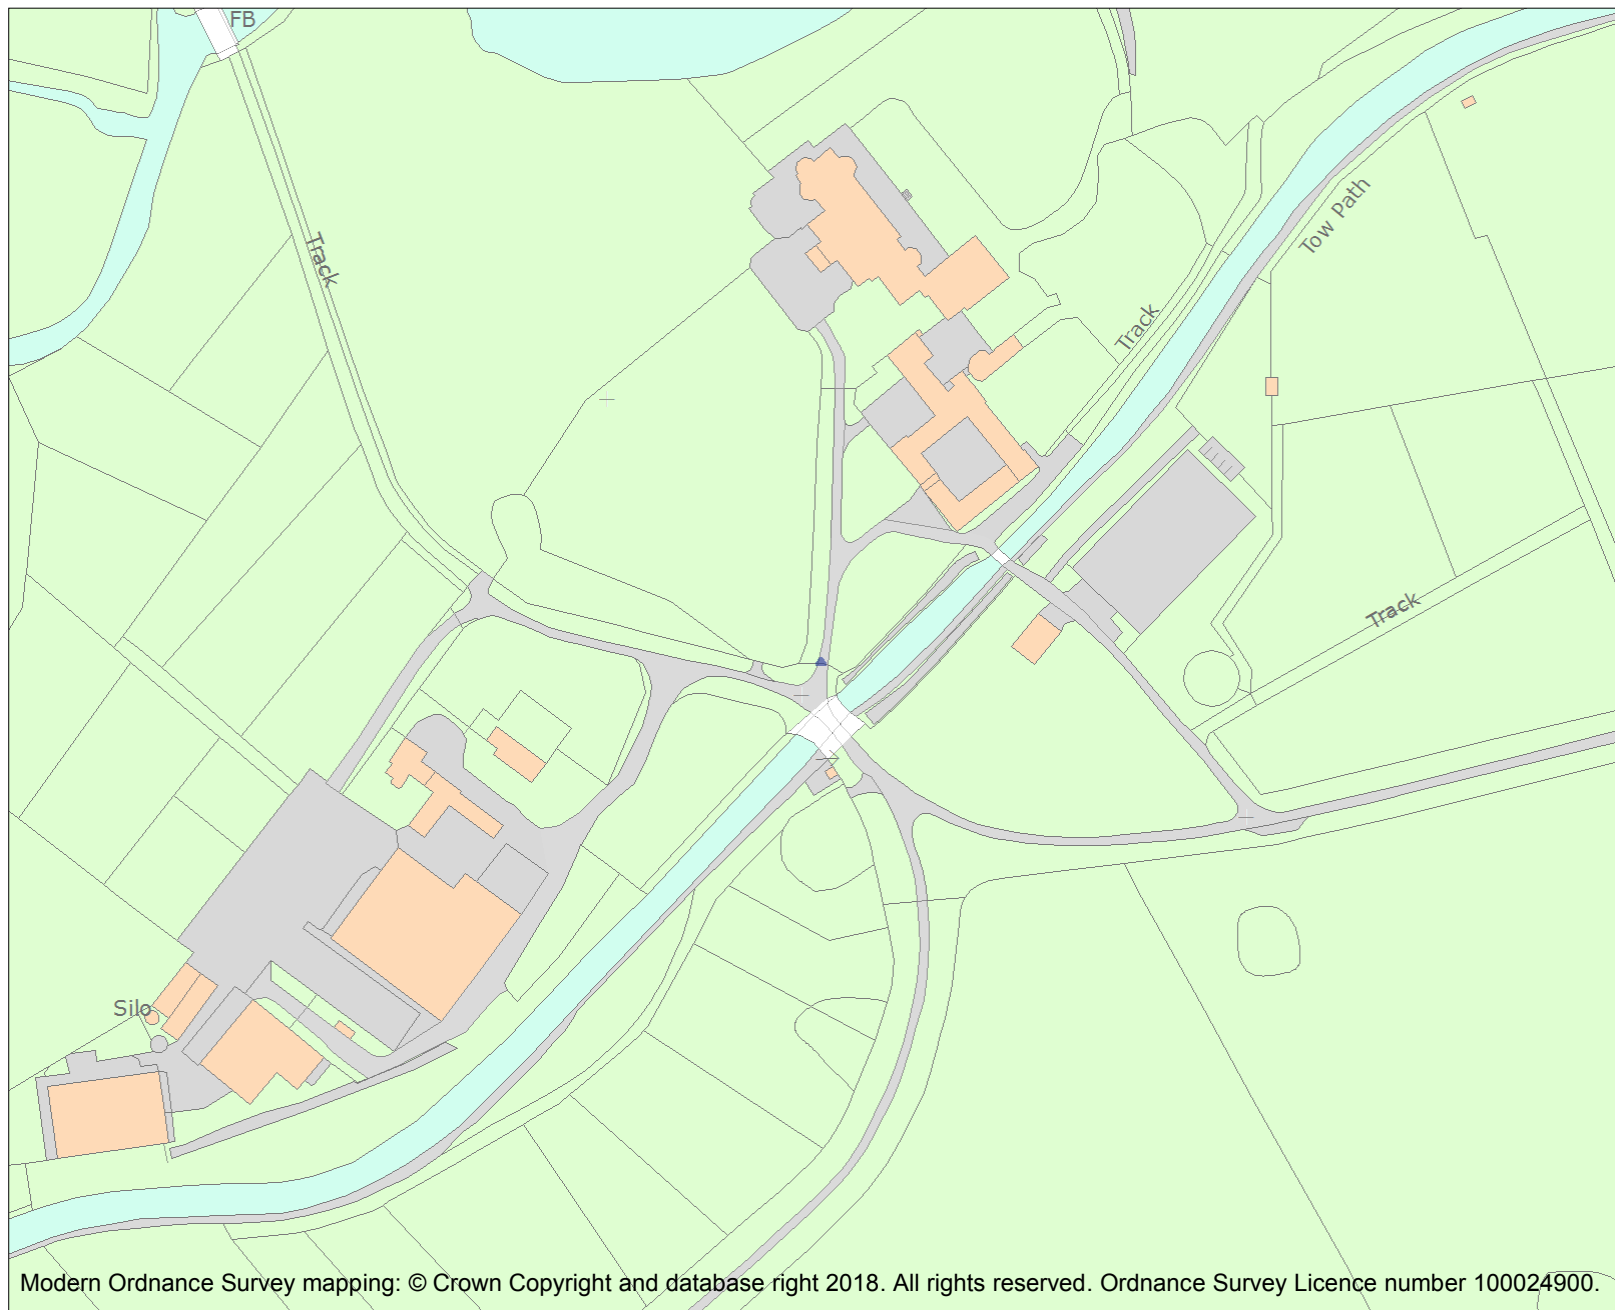 FB
Track
Tow Path
Track
Track
Silo
Modern Ordnance Survey mapping: © Crown Copyright and database right 2018. All rights reserved. Ordnance Survey Licence number 100024900.